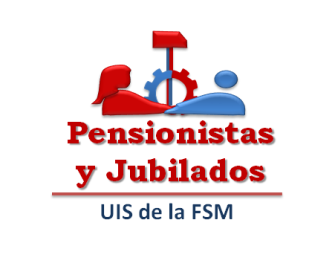 Pensionistas
y Jubilados
UIS de la FSM